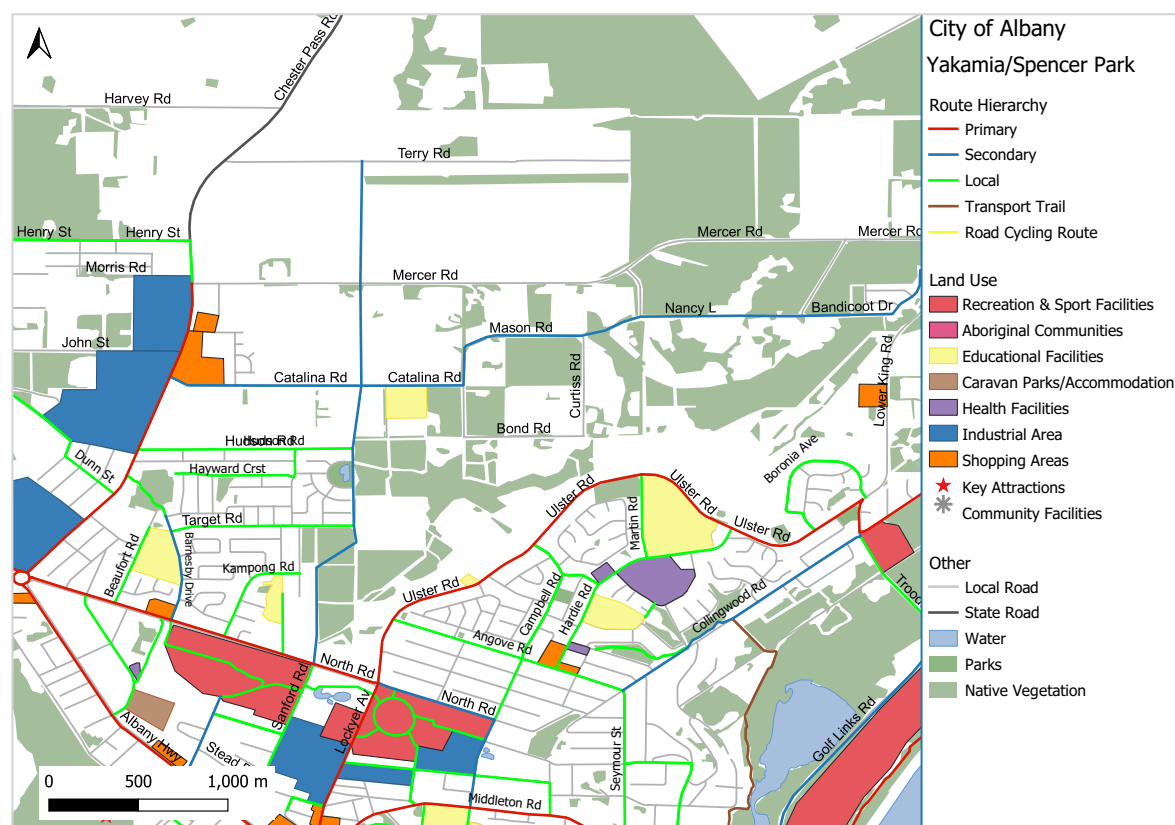 City of Albany
Yakamia/Spencer Park
Route Hierarchy
Primary
Secondary
Local
Transport Trail
Road Cycling Route
Land Use
Recreation & Sport Facilities
Aboriginal Communities
Educational Facilities
Caravan Parks/Accommodation
Health Facilities
Industrial Area
Shopping Areas
Key Attractions
Community Facilities
Other
Local Road
State Road
Water
Parks
Native Vegetation
Chester Pass Rd
Harvey Rd
Terry Rd
Henry St
Henry St
Mercer Rd
Mercer Rd
Morris Rd
Mercer Rd
Nancy L
Bandicoot Dr
Mason Rd
John St
Lower King Rd
Catalina Rd
Catalina Rd
Curtiss Rd
Bond Rd
Hudson Rd
Boronia Ave
Dunn St
Hayward Crst
Ulster Rd
Ulster Rd
Martin Rd
Target Rd
Ulster Rd
Beaufort Rd
Barnesby Drive
Kampong Rd
Ulster Rd
Campbell Rd
Hardie Rd
Collingwood Rd
Trood
Angove Rd
North Rd
Sanford Rd
North Rd
Lockyer Av
Albany Hwy
Stead
Seymour St
Golf Links Rd
Middleton Rd
0
500
1,000 m